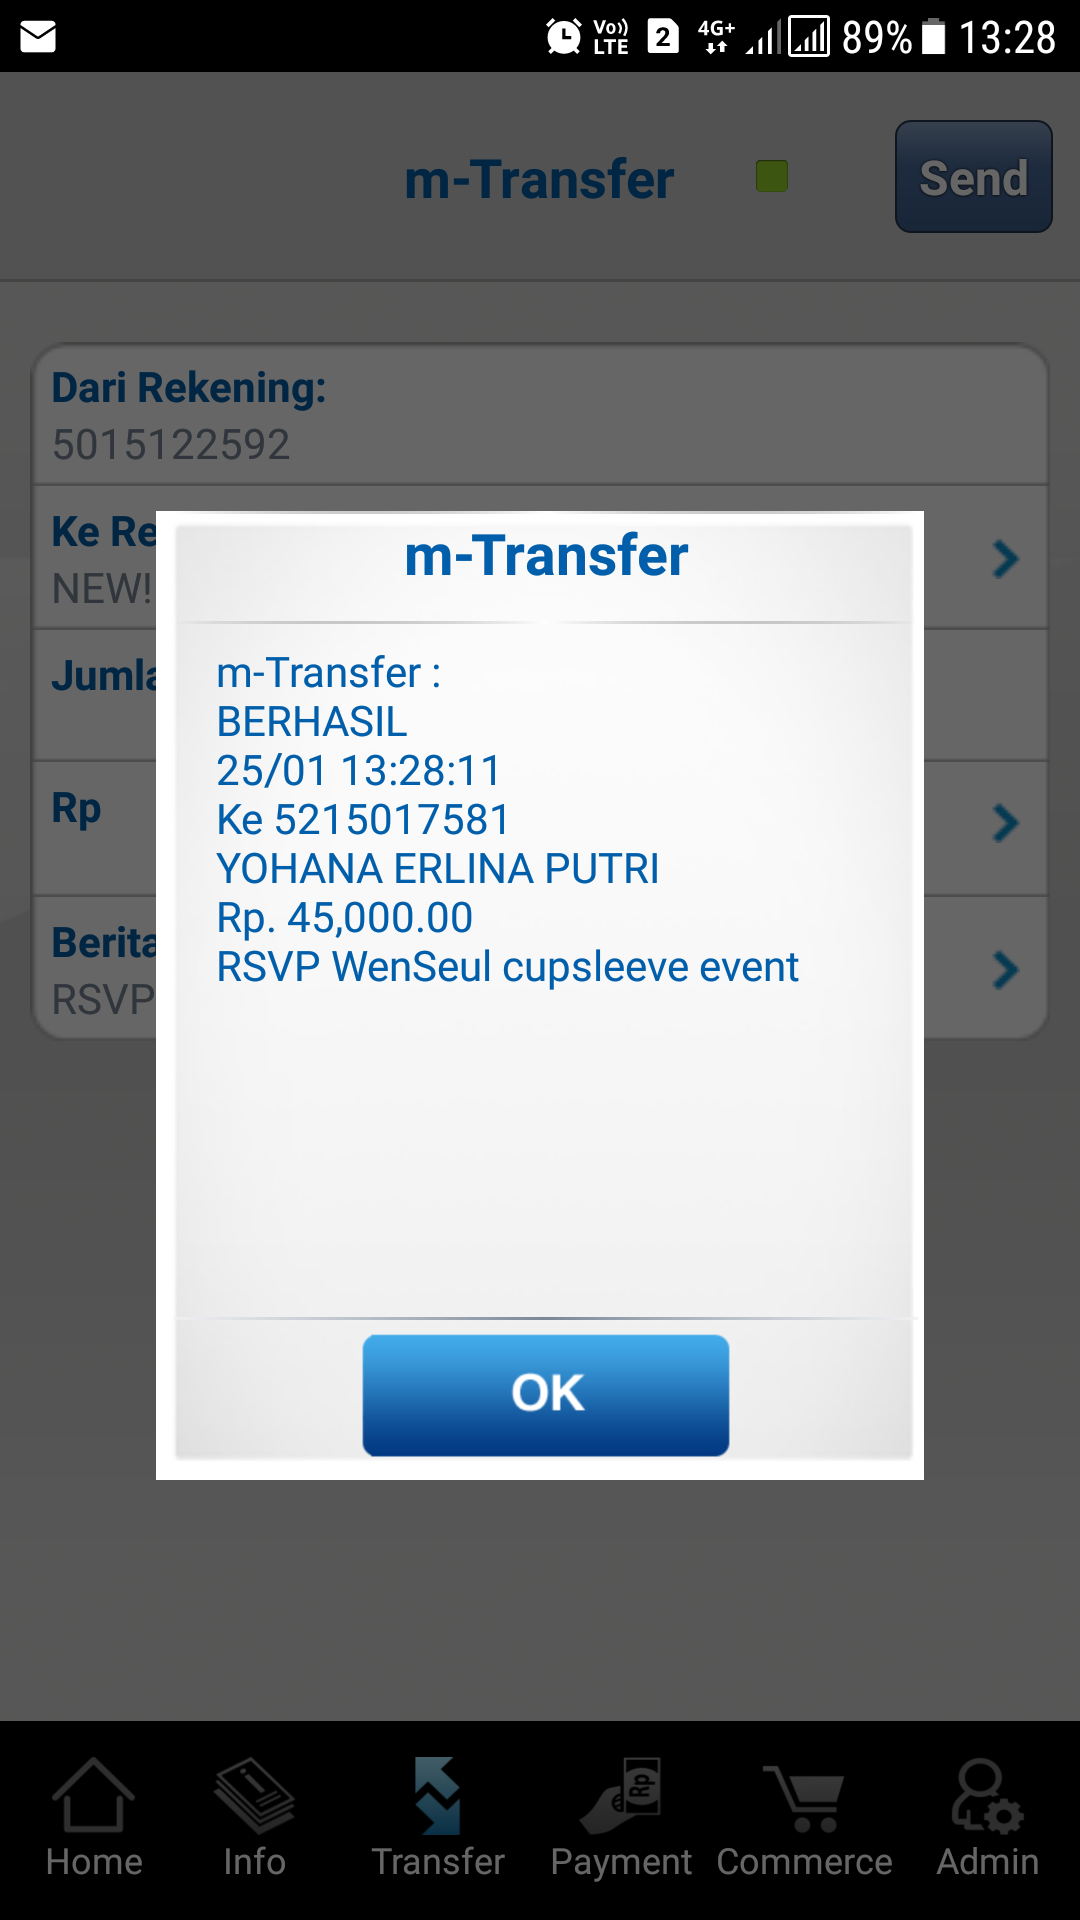 Vo)) LTE 2 4G+ 89% 13:28
m-Transfer
Send
Dari Rekening:
5015122592
Ke Re
NEW!
Jumla
Rp
Berita
RSVP
m-Transfer
m-Transfer :
BERHASIL
25/01 13:28:11
Ke 5215017581
YOHANA ERLINA PUTRI
Rp. 45,000.00
RSVP WenSeul cupsleeve event
OK
Rp
Home Info Transfer Payment Commerce Admin